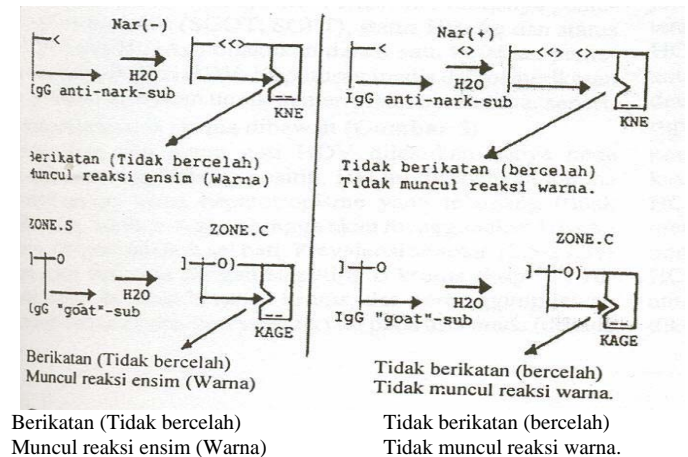 Nar(-)
H2O
IgG anti-nark-sub
KNE
Berikatan (Tidak bercelah)
Muncul reaksi ensim (Warna)
Nar(+)
H2O
IgG anti-nark-sub
KNE
Tidak berikatan (bercelah)
Tidak muncul reaksi warna.
ZONE.S
ZONE.C
H2O
IgG "goat"-sub
KAGE
Berikatan (Tidak bercelah)
Muncul reaksi ensim (Warna)
ZONE.C
H2O
IgG "goat"-sub
KAGE
Tidak berikatan (bercelah)
Tidak muncul reaksi warna.
Berikatan (Tidak bercelah)
Muncul reaksi ensim (Warna)
Tidak berikatan (bercelah)
Tidak muncul reaksi warna.